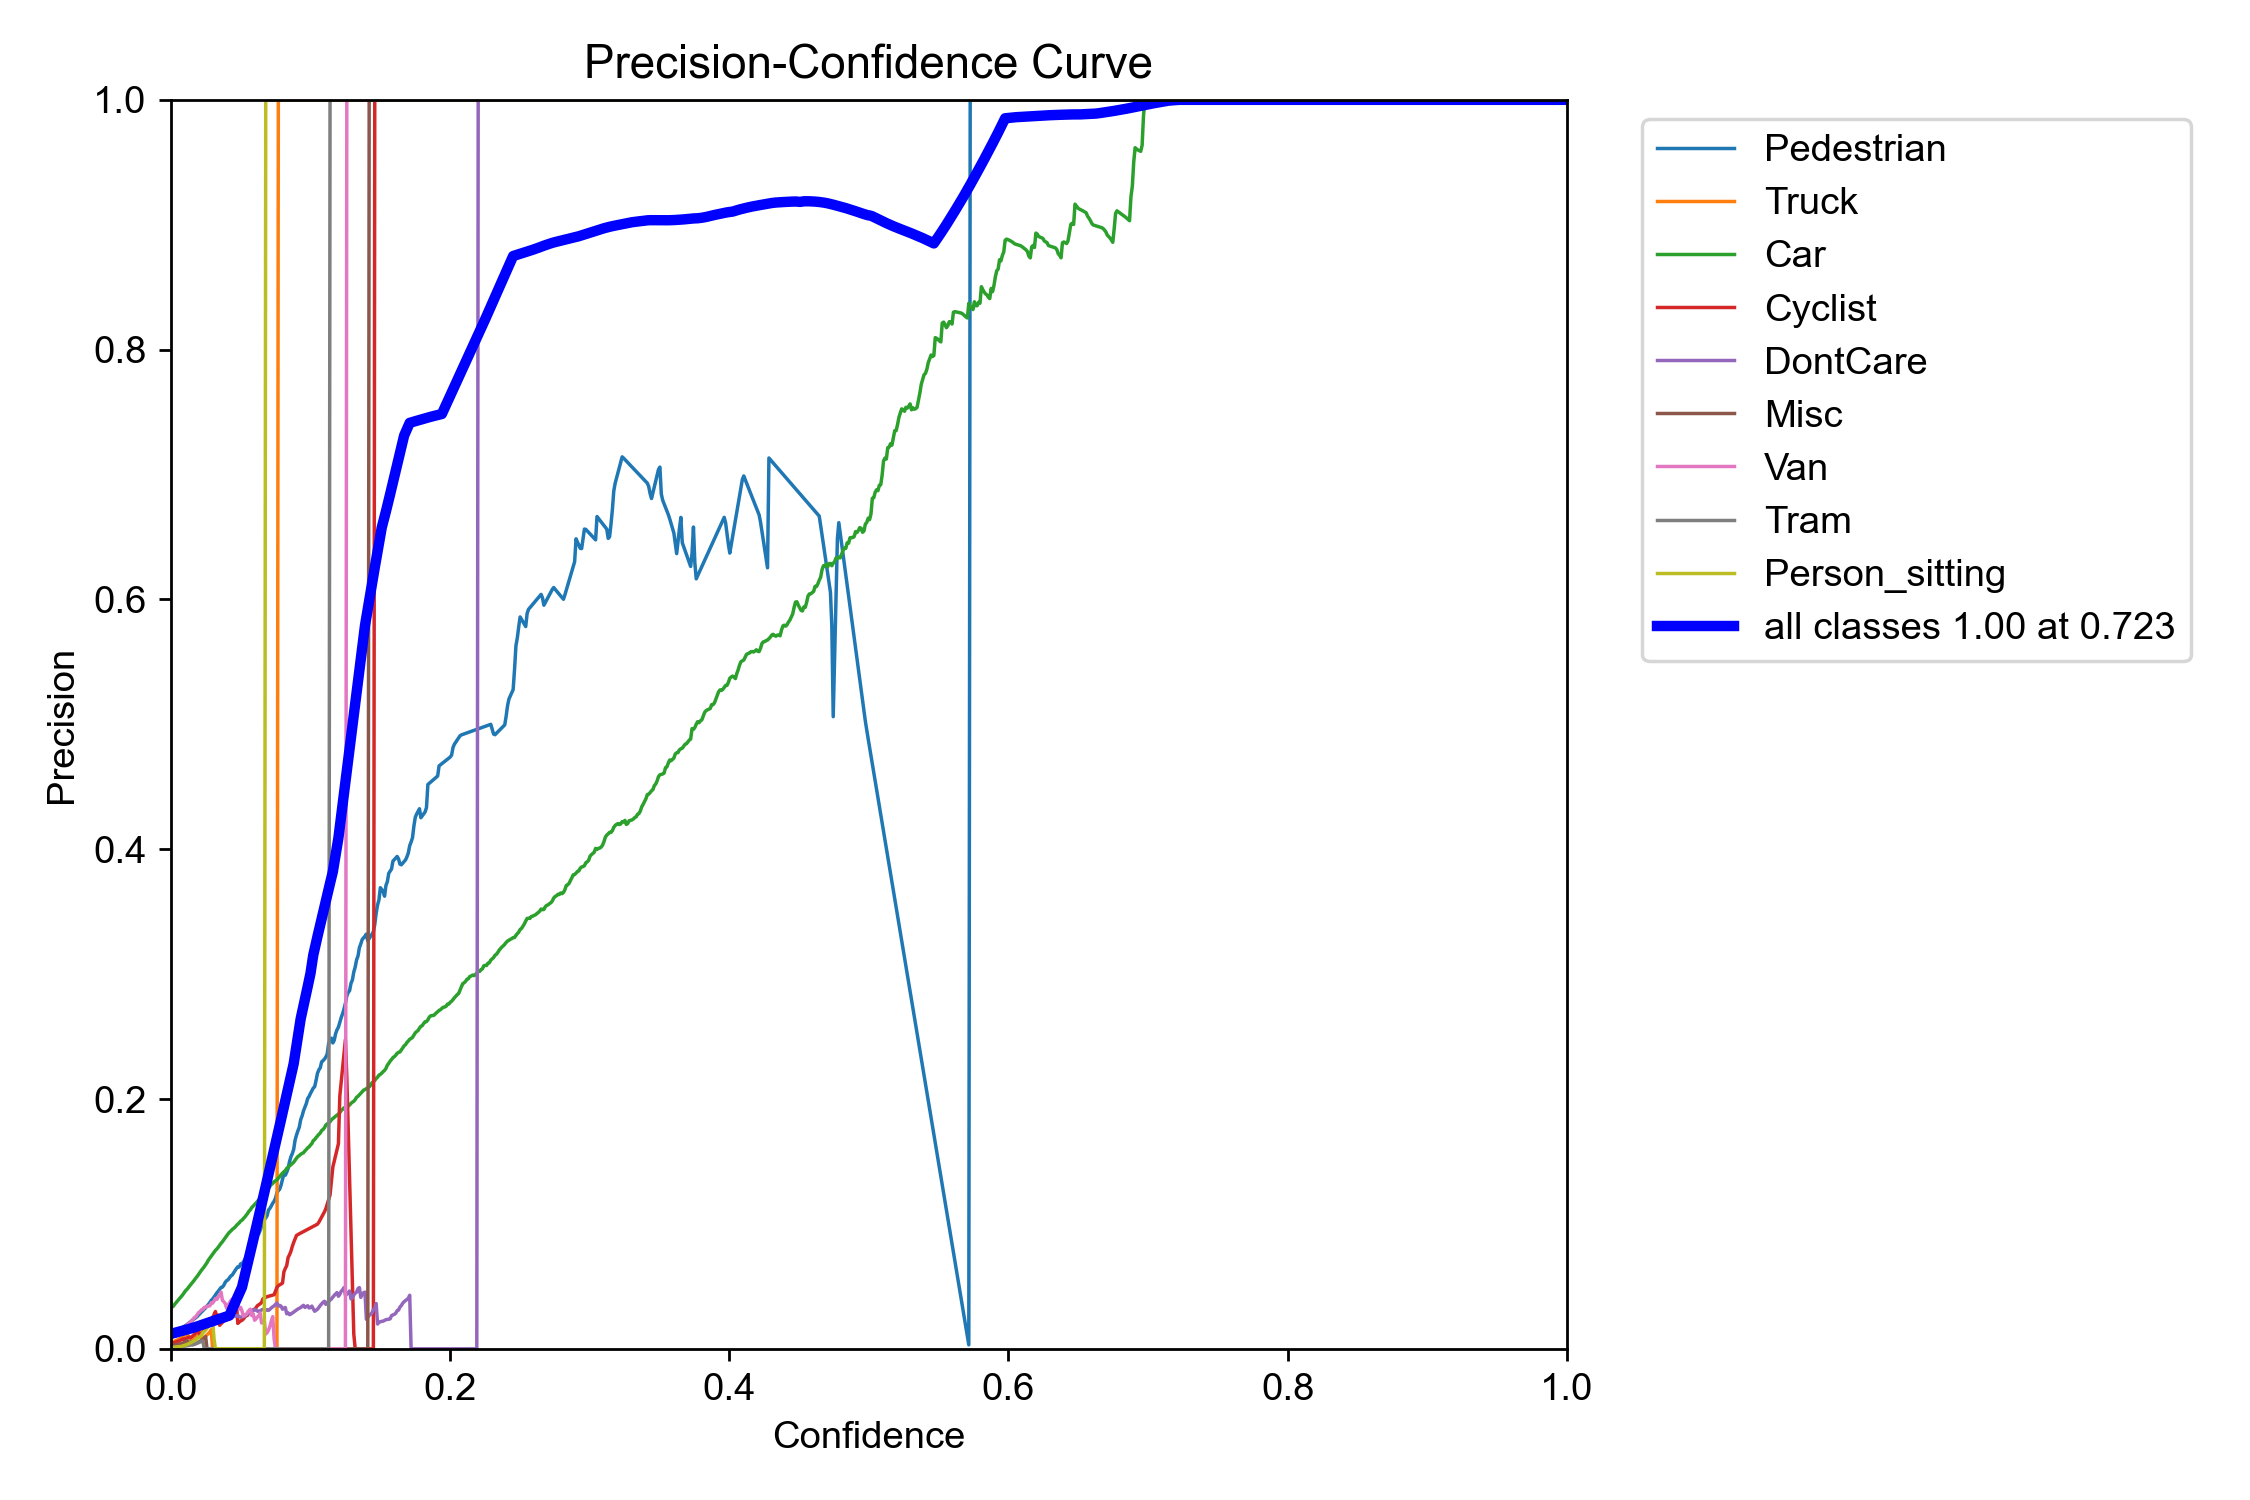 Precision-Confidence Curve
1.0
0.8
0.6
0.4
0.2
0.0
Precision
0.0 0.2 0.4 0.6 0.8 1.0
Confidence
Pedestrian
Truck
Car
Cyclist
DontCare
Misc
Van
Tram
Person_sitting
all classes 1.00 at 0.723